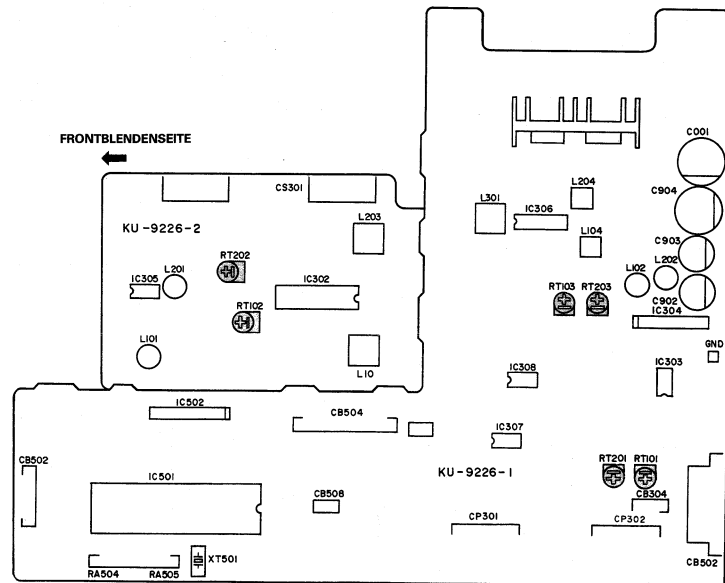 FRONTBLENDENSEITE
C001
CS301
L204
C904
L301
IC306
KU-9226-2
L203
L104
C903
L202
L102
RT202
L201
IC305
IC302
RT103
RT203
C902
IC304
RT102
GND
L101
L10
IC308
IC303
IC502
CB504
IC307
CB502
IC501
KU-9226-1
RT201
RT101
CB508
CB304
CP301
CP302
XT501
RA504
RA505
CB502